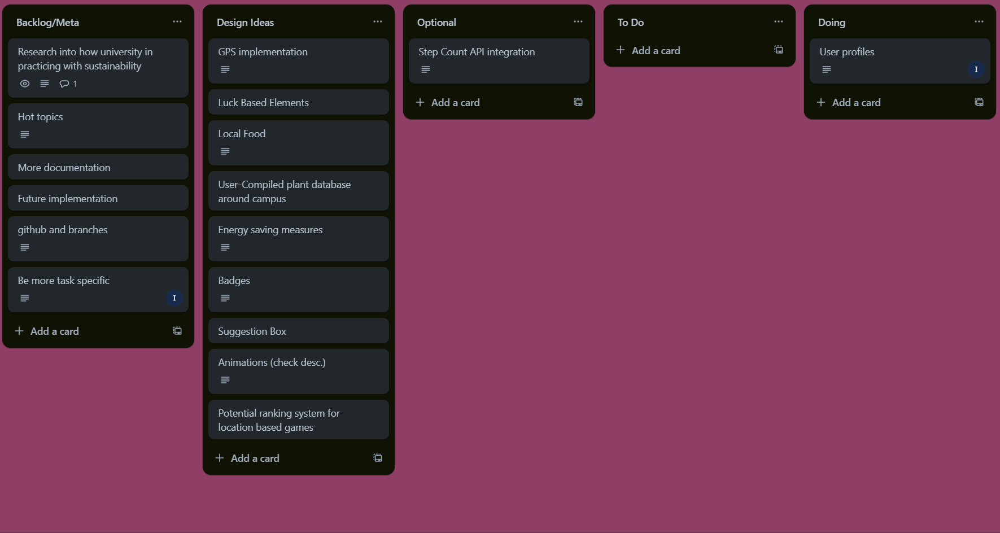 Backlog/Meta
Research into how university in
practicing with sustainability
1
Hot topics
More documentation
Future implementation
github and branches
Be more task specific
I
Add a card
Design Ideas
GPS implementation
Luck Based Elements
Local Food
User-Compiled plant database
around campus
Energy saving measures
Badges
Suggestion Box
Animations (check desc.)
Potential ranking system for
location based games
Add a card
Optional
Step Count API integration
Add a card
To Do
Add a card
Doing
User profiles
I
Add a card